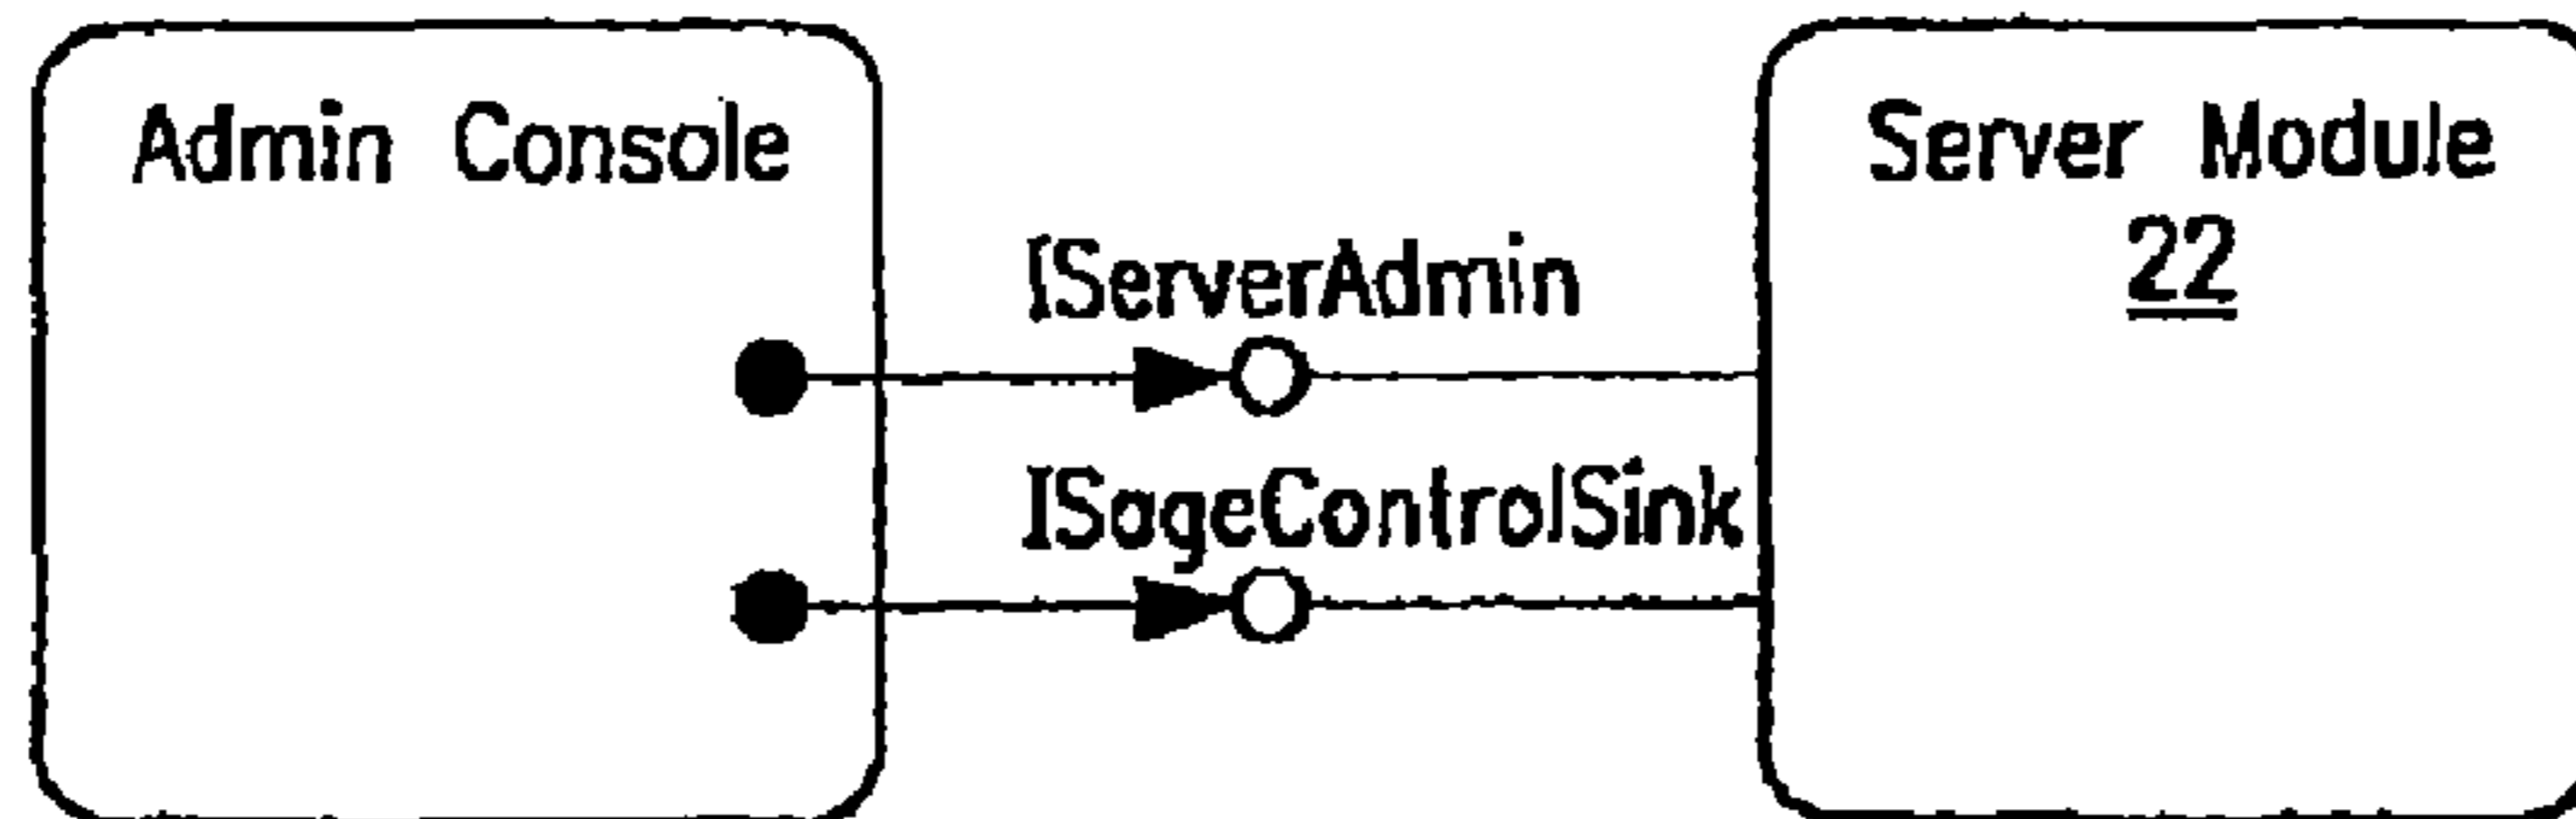 Admin Console
Server Module
22
IServerAdmin
ISageControlSink